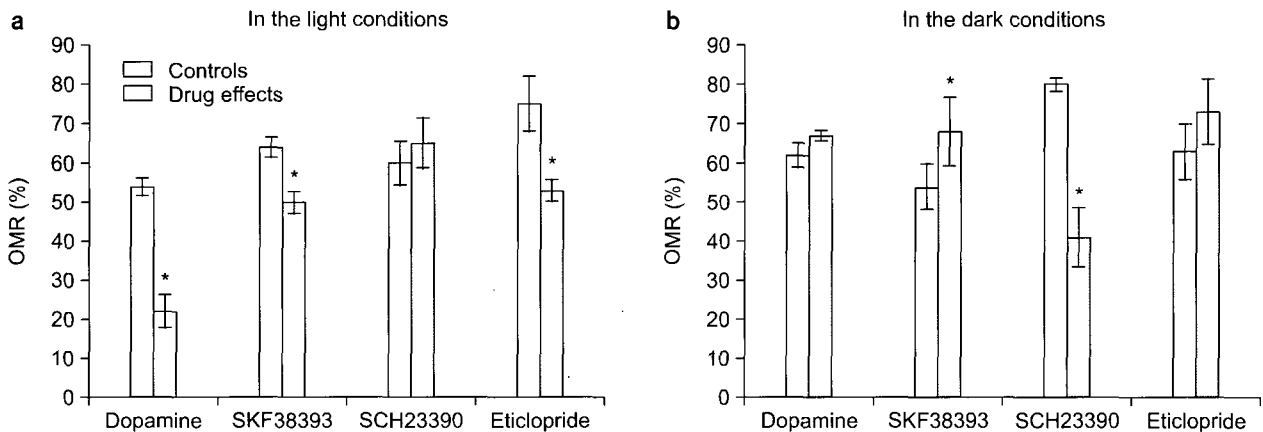 a
In the light conditions
90
80
70
60
50
40
30
20
10
0
OMR (%)
Controls
Drug effects
*
*
*
Dopamine
SKF38393
SCH23390
Eticlopride
b
In the dark conditions
90
80
70
60
50
40
30
20
10
0
OMR (%)
*
*
Dopamine
SKF38393
SCH23390
Eticlopride